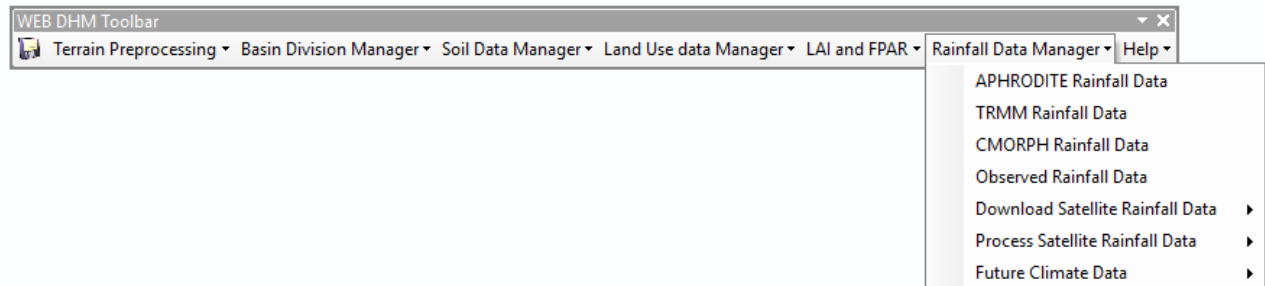 WEB DHM Toolbar
Terrain Preprocessing Basin Division Manager Soil Data Manager Land Use data Manager LAI and FPAR Rainfall Data Manager Help
APHRODITE Rainfall Data
TRMM Rainfall Data
CMORPH Rainfall Data
Observed Rainfall Data
Download Satellite Rainfall Data
Process Satellite Rainfall Data
Future Climate Data